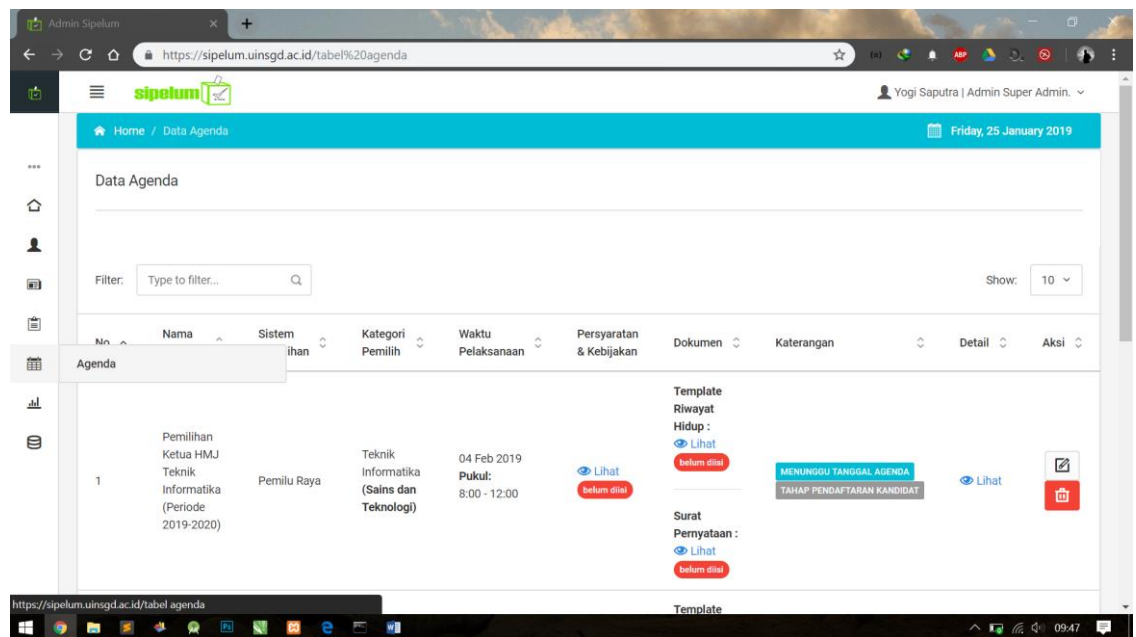 Admin Sipelum
https://sipelum.uinsgd.ac.id/tabel%20agenda
sipelum
Yogi Saputra | Admin Super Admin.
Home / Data Agenda
Friday, 25 January 2019
Data Agenda
Filter:
Type to filter...
Show:
10
No
Nama
Sistem
ihan
Kategori
Pemilih
Waktu
Pelaksanaan
Persyaratan
& Kebijakan
Dokumen
Katerangan
Detail
Aksi
Agenda
1
Pemilihan
Ketua HMJ
Teknik
Informatika
(Periode
2019-2020)
Pemilu Raya
Teknik
Informatika
(Sains dan
Teknologi)
04 Feb 2019
Pukul:
8:00 - 12:00
Lihat
belum diisi
Template
Riwayat
Hidup :
Lihat
belum diisi
Surat
Pernyataan :
Lihat
belum diisi
MENUNGGU TANGGAL AGENDA
TAHAP PENDAFTARAN KANDIDAT
Lihat
Template
https://sipelum.uinsgd.ac.id/tabel agenda
09:47